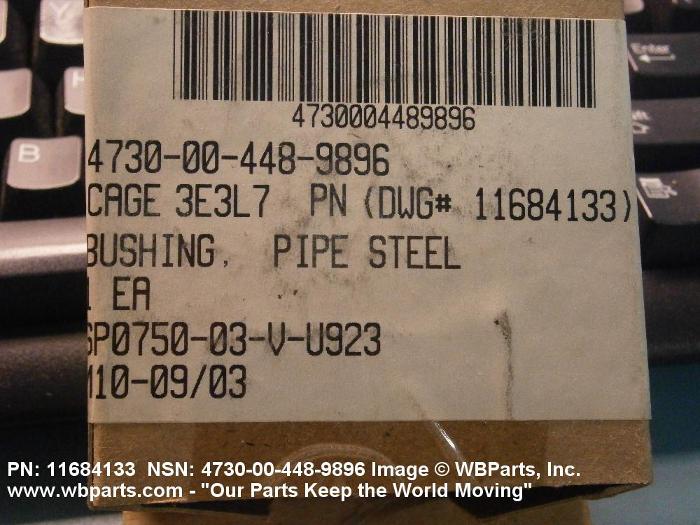 Enter
B
4730004489896
4730-00-448-9896
CAGE 3E3L7 PN (DWG# 11684133)
BUSHING, PIPE STEEL
1 EA
SP0750-03-V-U923
M10-09/03
PN: 11684133 NSN: 4730-00-448-9896 Image © WBParts, Inc.
www.wbparts.com - "Our Parts Keep the World Moving"